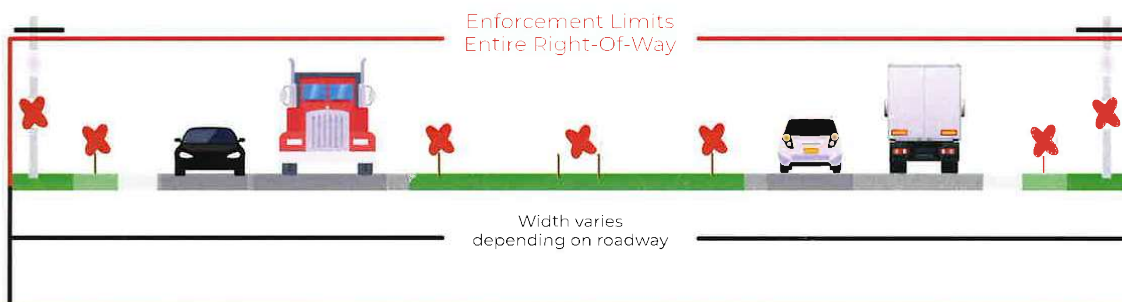 Enforcement Limits
Entire Right-Of-Way
Width varies
depending on roadway